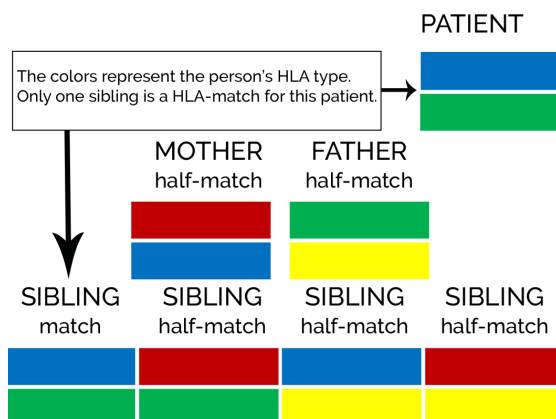 PATIENT
The colors represent the person's HLA type.
Only one sibling is a HLA-match for this patient.
MOTHER
half-match
FATHER
half-match
SIBLING
match
SIBLING
half-match
SIBLING
half-match
SIBLING
half-match